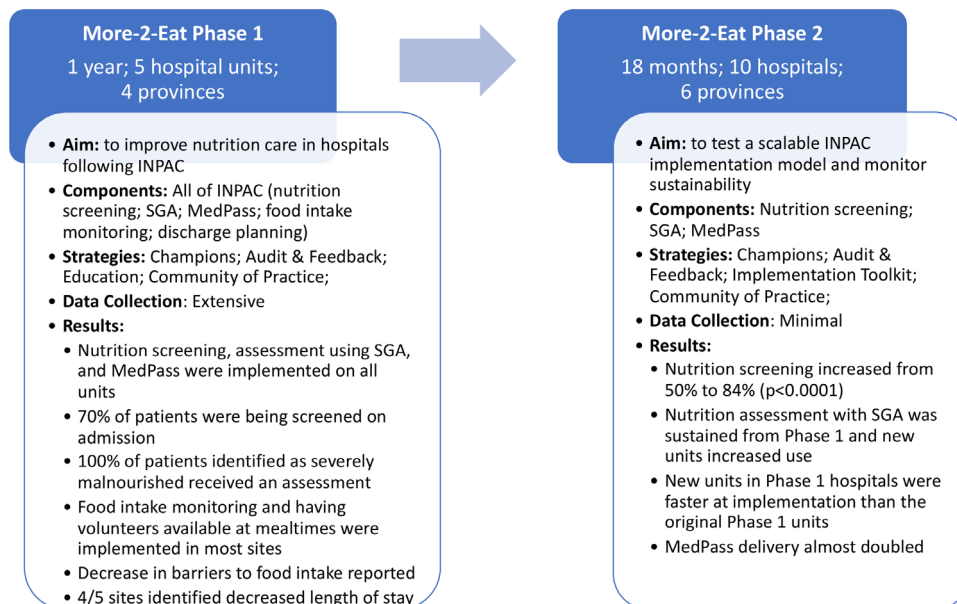 More-2-Eat Phase 1
1 year; 5 hospital units;
4 provinces
• Aim: to improve nutrition care in hospitals
following INPAC
• Components: All of INPAC (nutrition
screening; SGA; MedPass; food intake
monitoring; discharge planning)
• Strategies: Champions; Audit & Feedback;
Education; Community of Practice;
• Data Collection: Extensive
• Results:
• Nutrition screening, assessment using SGA,
and MedPass were implemented on all
units
• 70% of patients were being screened on
admission
• 100% of patients identified as severely
malnourished received an assessment
• Food intake monitoring and having
volunteers available at mealtimes were
implemented in most sites
• Decrease in barriers to food intake reported
• 4/5 sites identified decreased length of stay
More-2-Eat Phase 2
18 months; 10 hospitals;
6 provinces
• Aim: to test a scalable INPAC
implementation model and monitor
sustainability
• Components: Nutrition screening;
SGA; MedPass
• Strategies: Champions; Audit &
Feedback; Implementation Toolkit;
Community of Practice;
• Data Collection: Minimal
• Results:
• Nutrition screening increased from
50% to 84% (p<0.0001)
• Nutrition assessment with SGA was
sustained from Phase 1 and new
units increased use
• New units in Phase 1 hospitals were
faster at implementation than the
original Phase 1 units
• MedPass delivery almost doubled